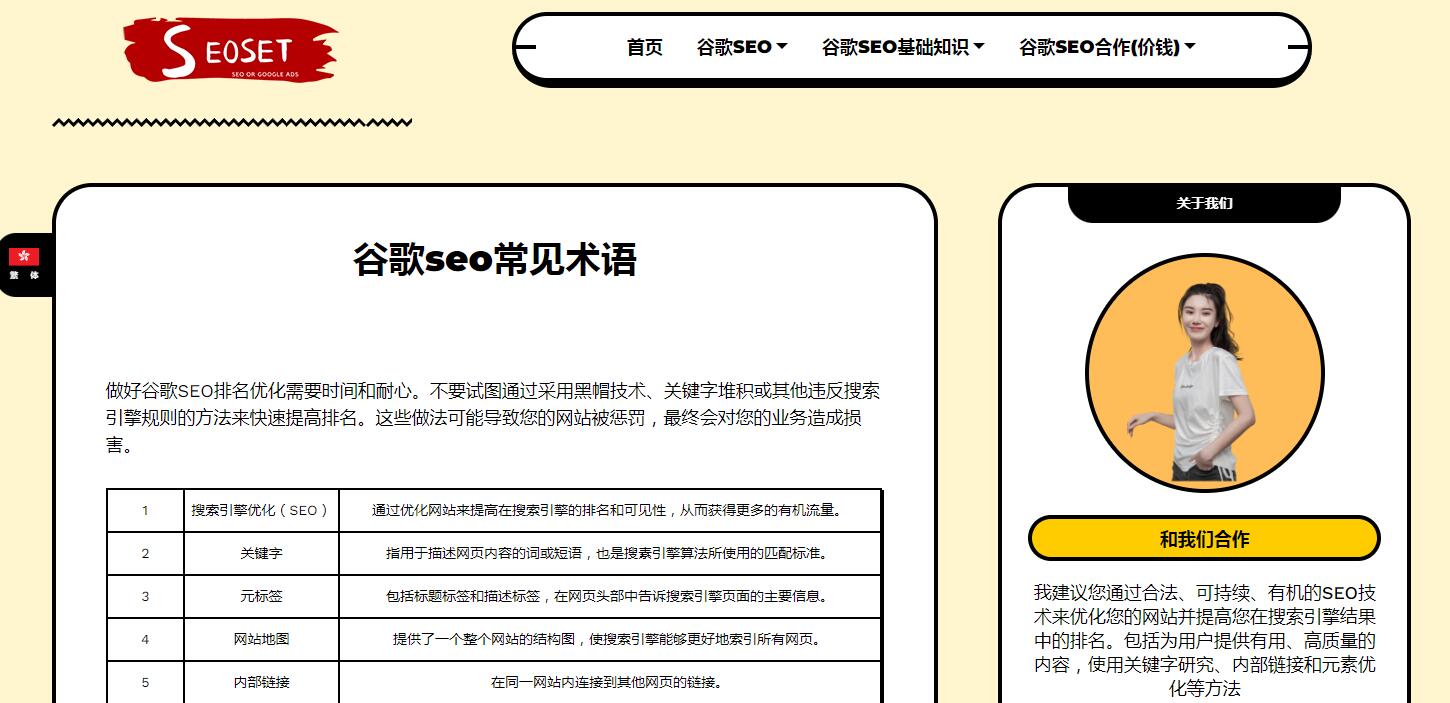 SEOSET
SEO OR GOOGLE ADS
首页 谷歌SEO 谷歌SEO基础知识 谷歌SEO合作(价钱)
繁 体
谷歌seo常见术语
做好谷歌SEO排名优化需要时间和耐心。不要试图通过采用黑帽技术、关键字堆积或其他违反搜索
引擎规则的方法来快速提高排名。这些做法可能导致您的网站被惩罚，最终会对您的业务造成损
害。
1 搜索引擎优化（SEO） 通过优化网站来提高在搜索引擎的排名和可见性，从而获得更多的有机流量。
2 关键字 指用于描述网页内容的词或短语，也是搜素引擎算法所使用的匹配标准。
3 元标签 包括标题标签和描述标签，在网页头部中告诉搜索引擎页面的主要信息。
4 网站地图 提供了一个整个网站的结构图，使搜索引擎能够更好地索引所有网页。
5 内部链接 在同一网站内连接到其他网页的链接。
关于我们
和我们合作
我建议您通过合法、可持续、有机的SEO技
术来优化您的网站并提高您在搜索引擎结果
中的排名。包括为用户提供有用、高质量的
内容，使用关键字研究、内部链接和元素优
化等方法